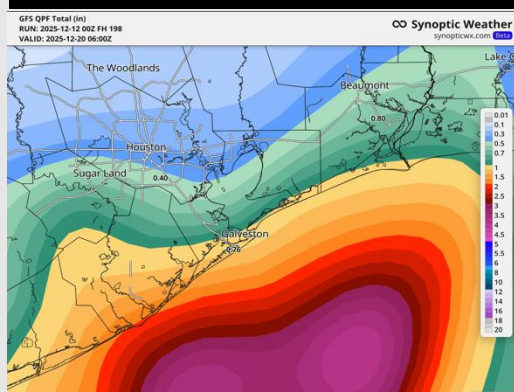 GFS QPF Total (in)
RUN: 2025-12-12 00Z FH 198
VALID: 2025-12-20 06:00Z
Synoptic Weather
synopticwx.com Beta
The Woodlands
Lake
Beaumont
0.80
Houston
Sugar Land
0.40
Galveston
0.76
0.01
0.1
0.3
0.5
0.7
1
1.5
2
2.5
3
3.5
4
4.5
5
5.5
6
8
10
12
14
16
18
20